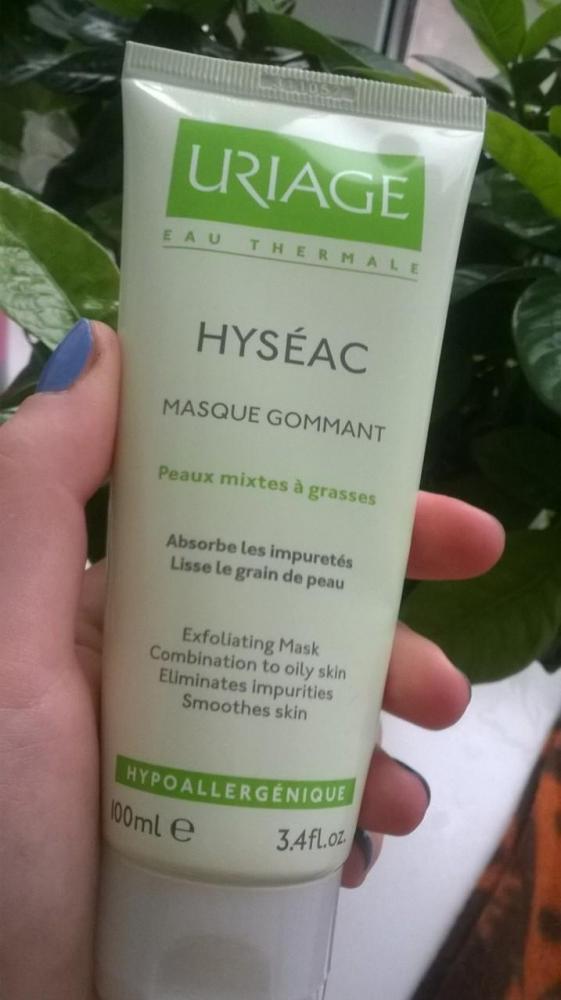 URIAGE
EAU THERMALE
HYSÉAC
MASQUE GOMMANT
Peaux mixtes à grasses
Absorbe les impuretés
Lisse le grain de peau
Exfoliating Mask
Combination to oily skin
Eliminates impurities
Smoothes skin
HYPOALLERGÉNIQUE
100ml ℮ 3.4fl.oz.